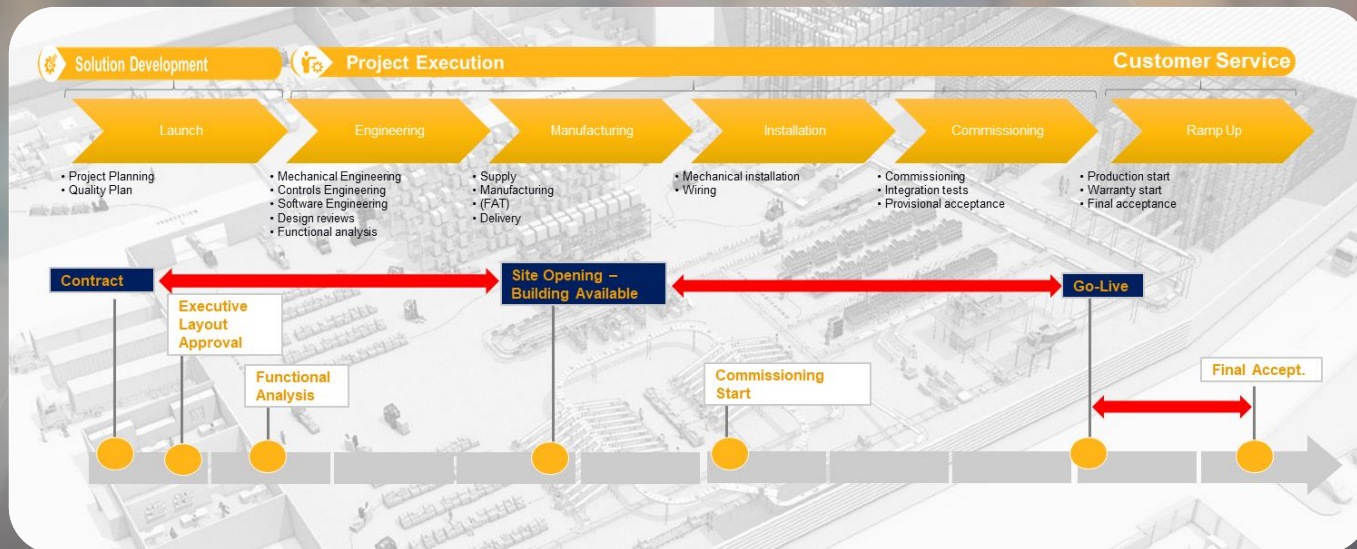 Solution Development
Project Execution
Customer Service
Launch
Engineering
Manufacturing
Installation
Commissioning
Ramp Up
• Project Planning
• Quality Plan
• Mechanical Engineering
• Controls Engineering
• Software Engineering
• Design reviews
• Functional analysis
• Supply
• Manufacturing
• (FAT)
• Delivery
• Mechanical installation
• Wiring
• Commissioning
• Integration tests
• Provisional acceptance
• Production start
• Warranty start
• Final acceptance
Contract
Site Opening –
Building Available
Go-Live
Executive
Layout
Approval
Functional
Analysis
Commissioning
Start
Final Accept.